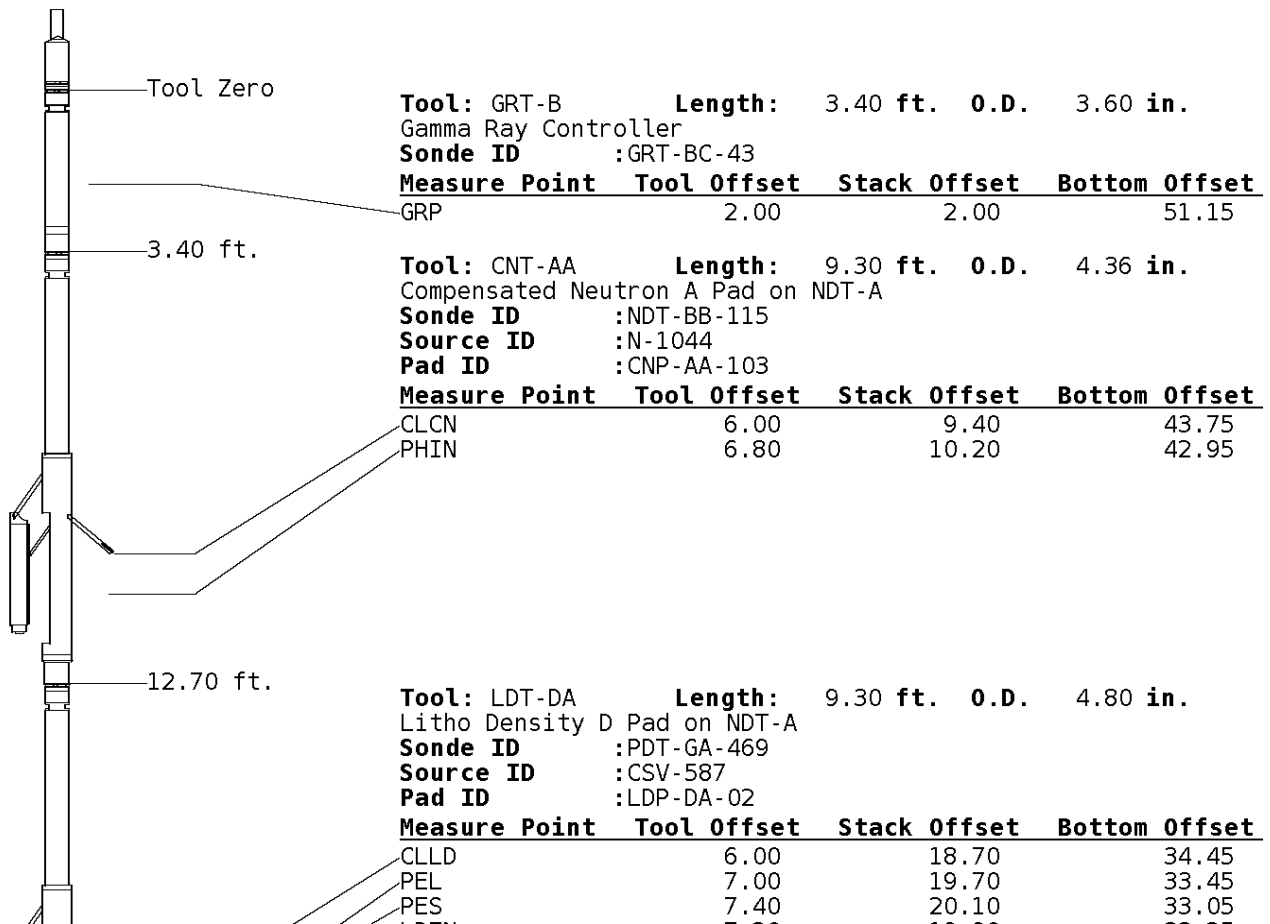 Tool Zero
Tool: GRT-B Length: 3.40 ft. O.D. 3.60 in.
Gamma Ray Controller
Sonde ID :GRT-BC-43
Measure Point Tool Offset Stack Offset Bottom Offset
GRP 2.00 2.00 51.15
3.40 ft.
Tool: CNT-AA Length: 9.30 ft. O.D. 4.36 in.
Compensated Neutron A Pad on NDT-A
Sonde ID :NDT-BB-115
Source ID :N-1044
Pad ID :CNP-AA-103
Measure Point Tool Offset Stack Offset Bottom Offset
CLCN 6.00 9.40 43.75
PHIN 6.80 10.20 42.95
12.70 ft.
Tool: LDT-DA Length: 9.30 ft. O.D. 4.80 in.
Litho Density D Pad on NDT-A
Sonde ID :PDT-GA-469
Source ID :CSV-587
Pad ID :LDP-DA-02
Measure Point Tool Offset Stack Offset Bottom Offset
CLLD 6.00 18.70 34.45
PEL 7.00 19.70 33.45
PES 7.40 20.10 33.05